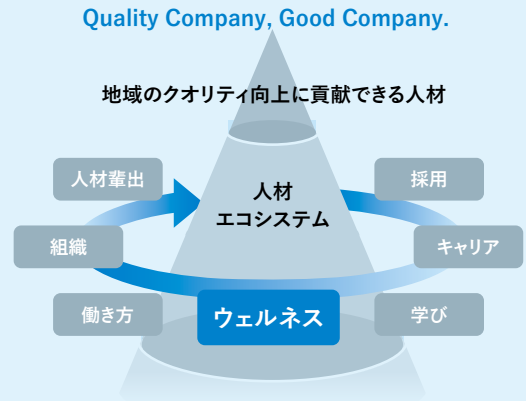 Quality Company, Good Company.
地域のクオリティ向上に貢献できる人材
人材輩出
採用
人材
エコシステム
組織
キャリア
働き方
ウェルネス
学び